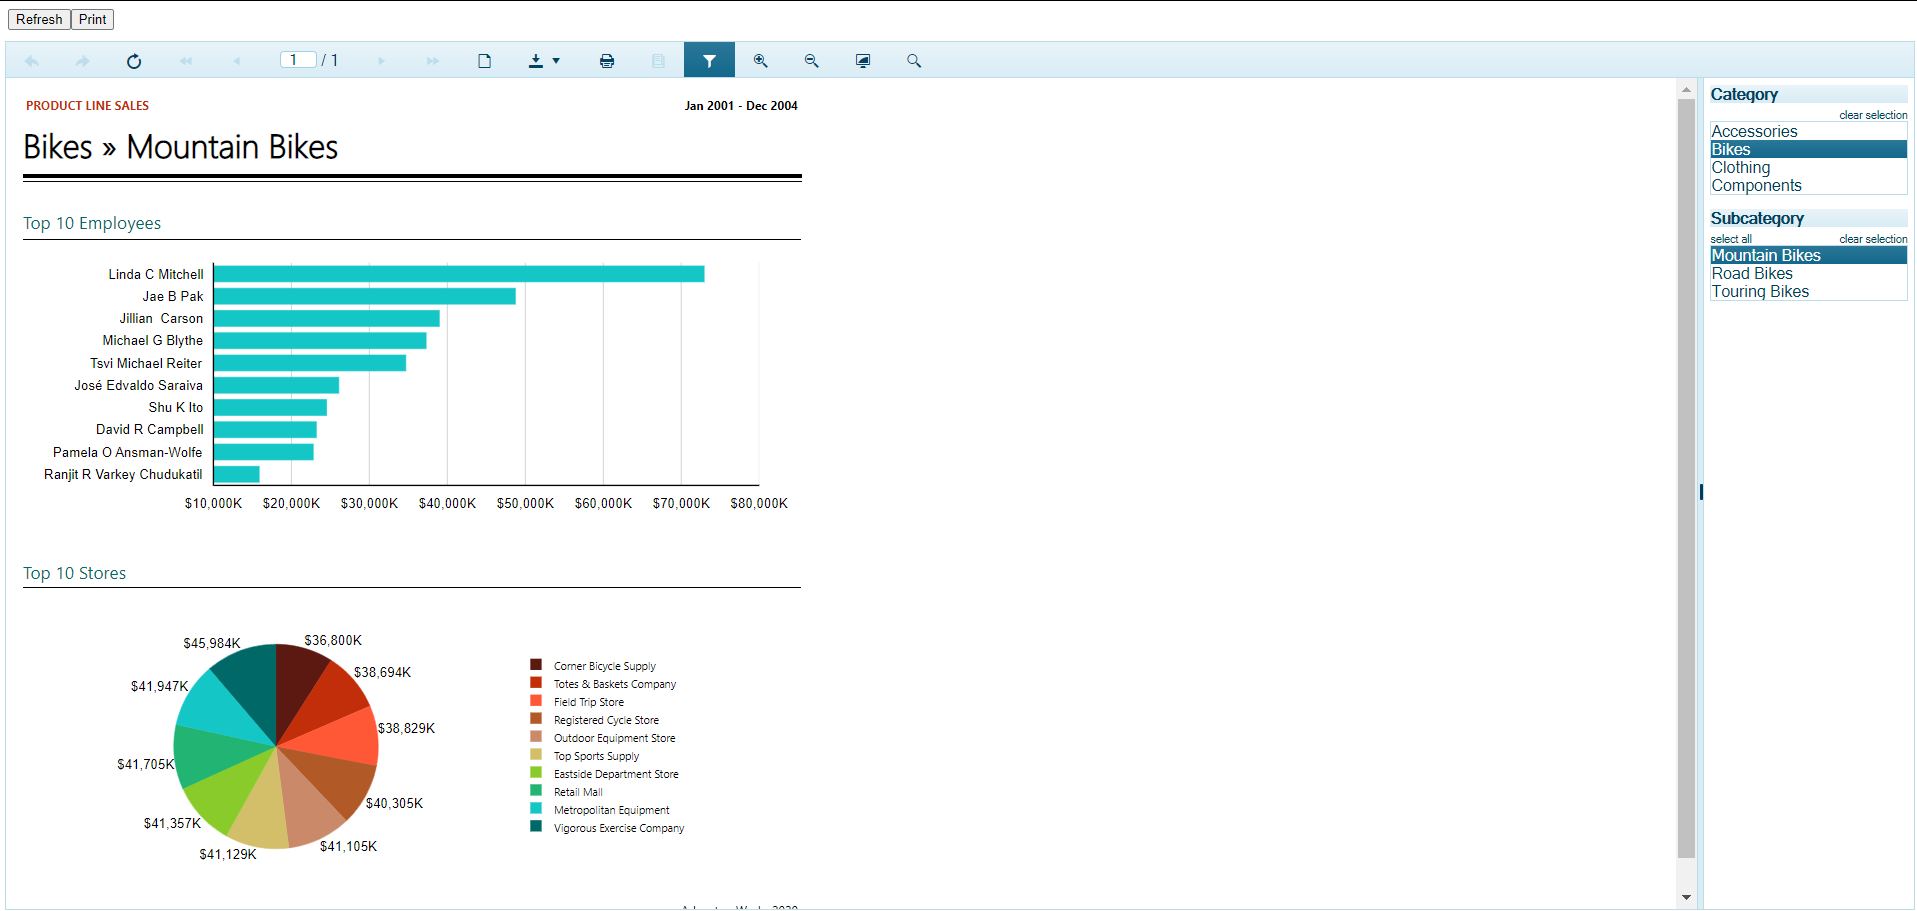 Refresh Print
1 / 1
PRODUCT LINE SALES Jan 2001 - Dec 2004
Bikes » Mountain Bikes
Top 10 Employees
Linda C Mitchell
Jae B Pak
Jillian  Carson
Michael G Blythe
Tsvi Michael Reiter
José Edvaldo Saraiva
Shu K Ito
David R Campbell
Pamela O Ansman-Wolfe
Ranjit R Varkey Chudukatil
$10,000K $20,000K $30,000K $40,000K $50,000K $60,000K $70,000K $80,000K
Top 10 Stores
$45,984K $36,800K
$38,694K
$41,947K
$38,829K
$41,705K
$40,305K
$41,357K
$41,105K
$41,129K
Corner Bicycle Supply
Totes & Baskets Company
Field Trip Store
Registered Cycle Store
Outdoor Equipment Store
Top Sports Supply
Eastside Department Store
Retail Mall
Metropolitan Equipment
Vigorous Exercise Company
Category
clear selection
Accessories
Bikes
Clothing
Components
Subcategory
select all clear selection
Mountain Bikes
Road Bikes
Touring Bikes